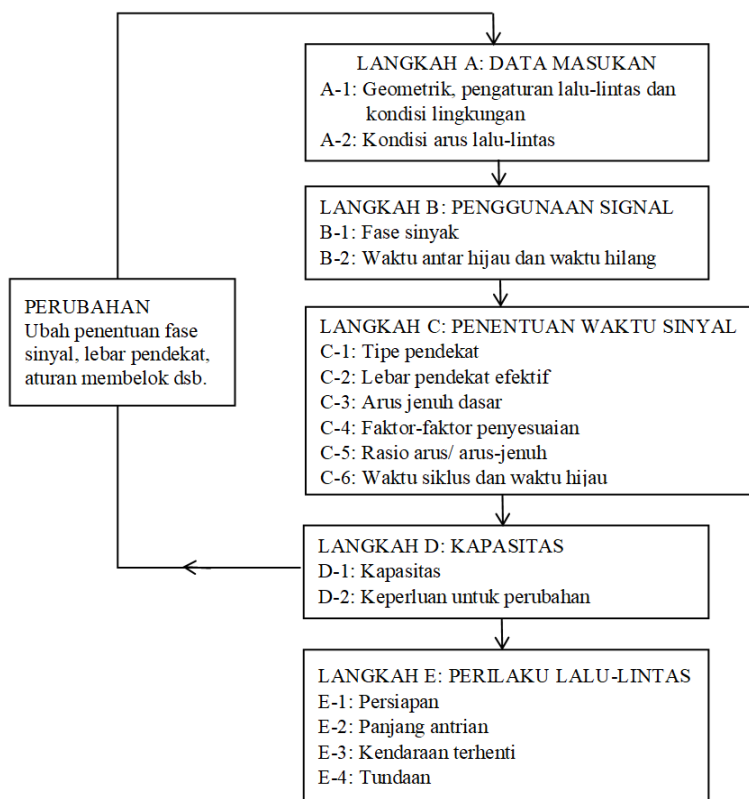 LANGKAH A: DATA MASUKAN
A-1: Geometrik, pengaturan lalu-lintas dan
kondisi lingkungan
A-2: Kondisi arus lalu-lintas
LANGKAH B: PENGGUNAAN SIGNAL
B-1: Fase sinyak
B-2: Waktu antar hijau dan waktu hilang
PERUBAHAN
Ubah penentuan fase
sinyal, lebar pendekat,
aturan membelok dsb.
LANGKAH C: PENENTUAN WAKTU SINYAL
C-1: Tipe pendekat
C-2: Lebar pendekat efektif
C-3: Arus jenuh dasar
C-4: Faktor-faktor penyesuaian
C-5: Rasio arus/ arus-jenuh
C-6: Waktu siklus dan waktu hijau
LANGKAH D: KAPASITAS
D-1: Kapasitas
D-2: Keperluan untuk perubahan
LANGKAH E: PERILAKU LALU-LINTAS
E-1: Persiapan
E-2: Panjang antrian
E-3: Kendaraan terhenti
E-4: Tundaan